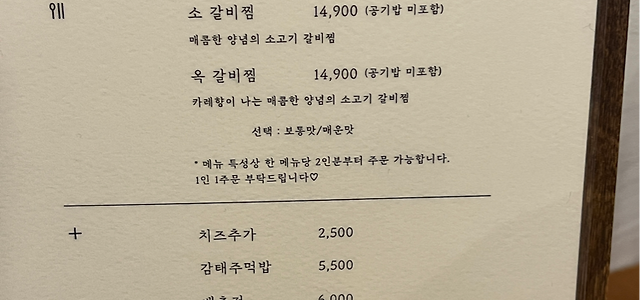 소 갈비찜 14,900 (공기밥 미포함)
매콤한 양념의 소고기 갈비찜
옥 갈비찜 14,900 (공기밥 미포함)
카레향이 나는 매콤한 양념의 소고기 갈비찜
선택 : 보통맛/매운맛
* 메뉴 특성상 한 메뉴당 2인분부터 주문 가능합니다.
1인 1주문 부탁드립니다♡
+ 치즈추가 2,500
감태주먹밥 5,500
6,000